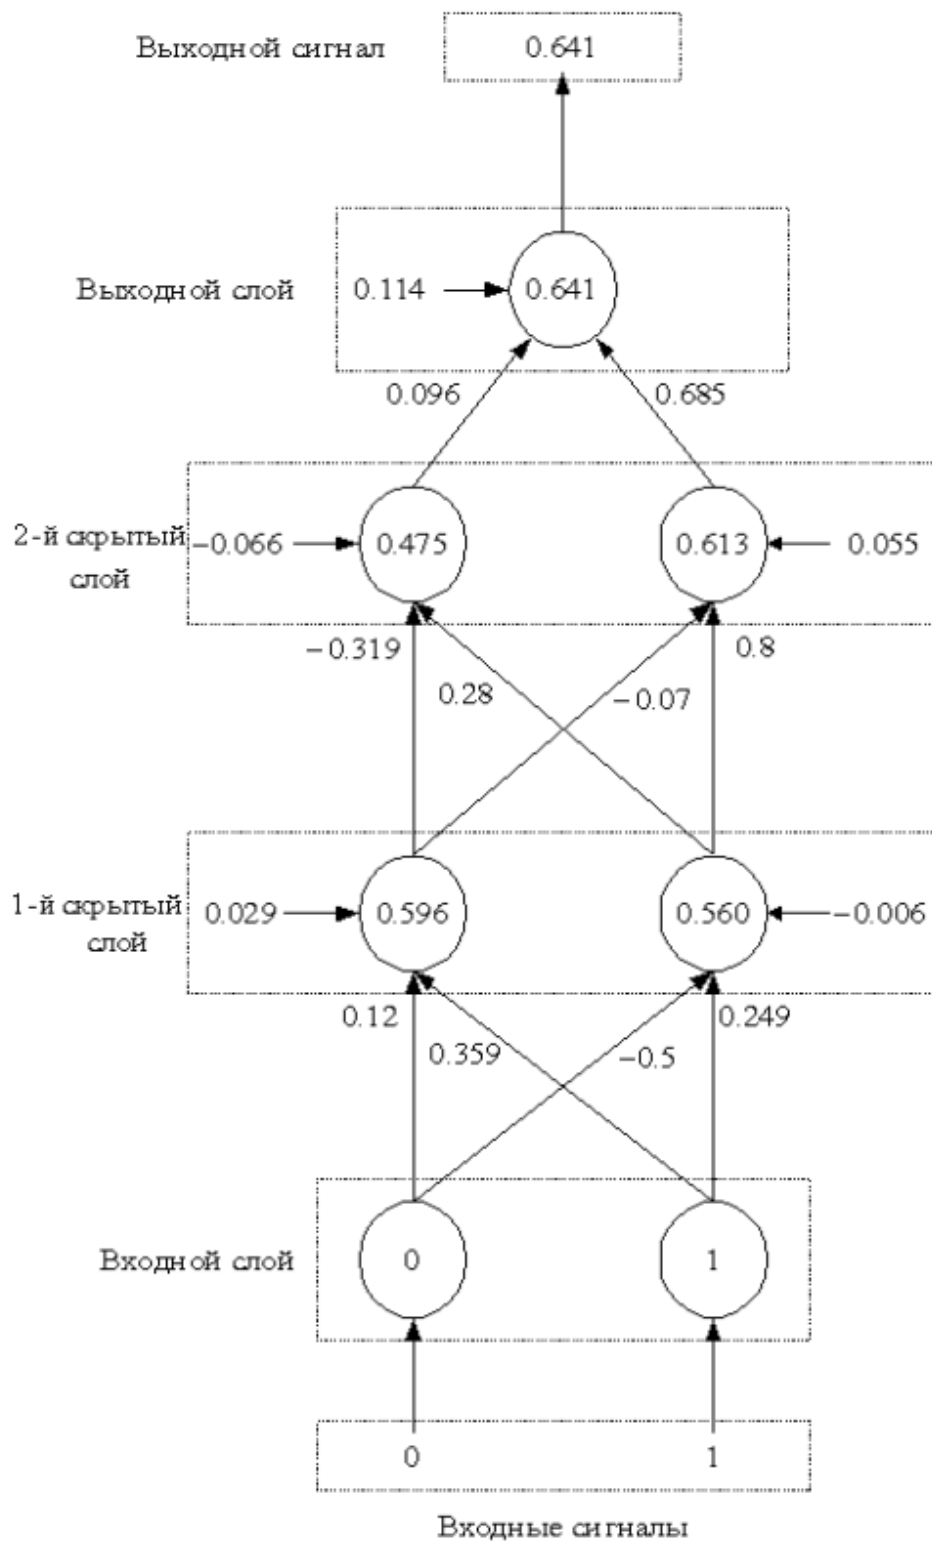 Выходной сигнал 0.641
Выходной слой 0.114 0.641
0.096 0.685
2-й скрытый
слой
−0.066 0.475 0.613 0.055
−0.319 0.8
0.28 −0.07
1-й скрытый
слой
0.029 0.596 0.560 −0.006
0.12 0.249
0.359 −0.5
Входной слой 0 1
0 1
Входные сигналы